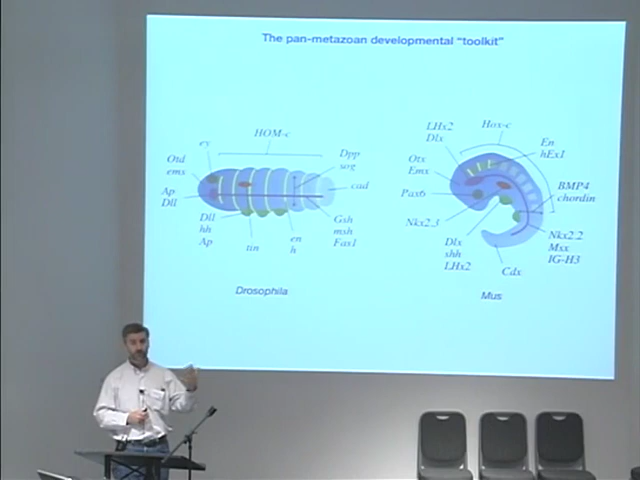 The pan-metazoan developmental "toolkit"
HOM-c
ey
Otd
emx
Ap
Dll
Dpp
sog
cad
Dll
hh
Ap
tin
en
h
Gsh
msh
Fax1
Drosophila
LHx2
Dlx
Hox-c
En
hEx1
Otx
Emx
Pax6
Nkx2.3
BMP4
chordin
Dlx
shh
LHx2
Nkx2.2
Msx
IG-H3
Cdx
Mus